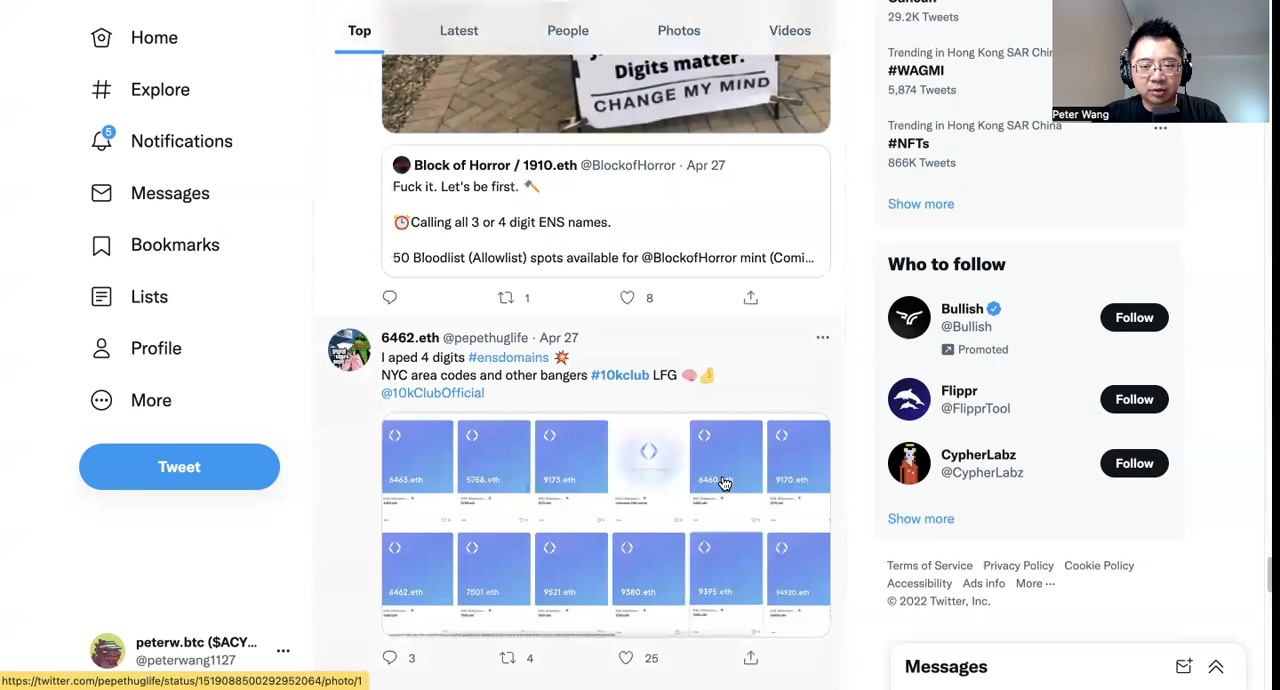 Home
Explore
5
Notifications
Messages
Bookmarks
Lists
Profile
More
Tweet
peterw.btc ($ACY...
@peterwang1127
https://twitter.com/pepethuglife/status/1519088500292952064/photo/1
Top
Latest
People
Photos
Videos
Digits matter.
CHANGE MY MIND
Block of Horror / 1910.eth @BlockofHorror · Apr 27
Fuck it. Let's be first.
Calling all 3 or 4 digit ENS names.
50 Bloodlist (Allowlist) spots available for @BlockofHorror mint (Comi...
1
8
6462.eth @pepethuglife · Apr 27
I aped 4 digits #ensdomains
NYC area codes and other bangers #10kclub LFG
@10kClubOfficial
6463.eth
5768.eth
9173.eth
6460
9170.eth
6462.eth
7501.eth
9521.eth
9380.eth
9395.eth
94920.eth
3
4
25
29.2K Tweets
Trending in Hong Kong SAR Chin
#WAGMI
5,874 Tweets
Trending in Hong Kong SAR China
#NFTs
866K Tweets
Show more
Peter Wang
Who to follow
Bullish
@Bullish
Promoted
Follow
Flippr
@FlipprTool
Follow
CypherLabz
@CypherLabz
Follow
Show more
Terms of Service Privacy Policy Cookie Policy
Accessibility Ads info More ...
© 2022 Twitter, Inc.
Messages